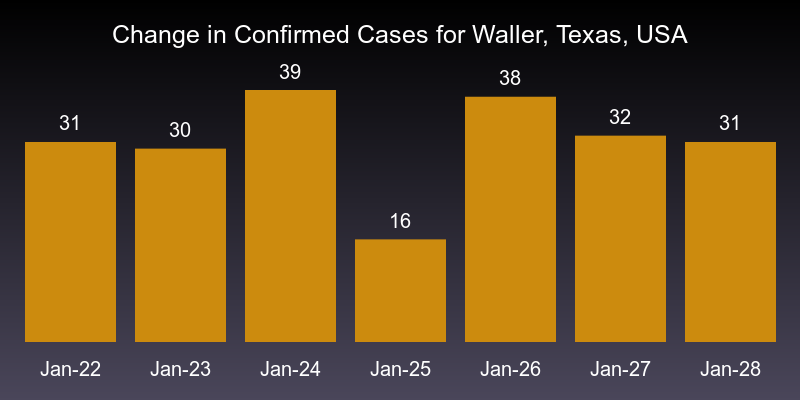 Change in Confirmed Cases for Waller, Texas, USA
31
30
39
16
38
32
31
Jan-22
Jan-23
Jan-24
Jan-25
Jan-26
Jan-27
Jan-28